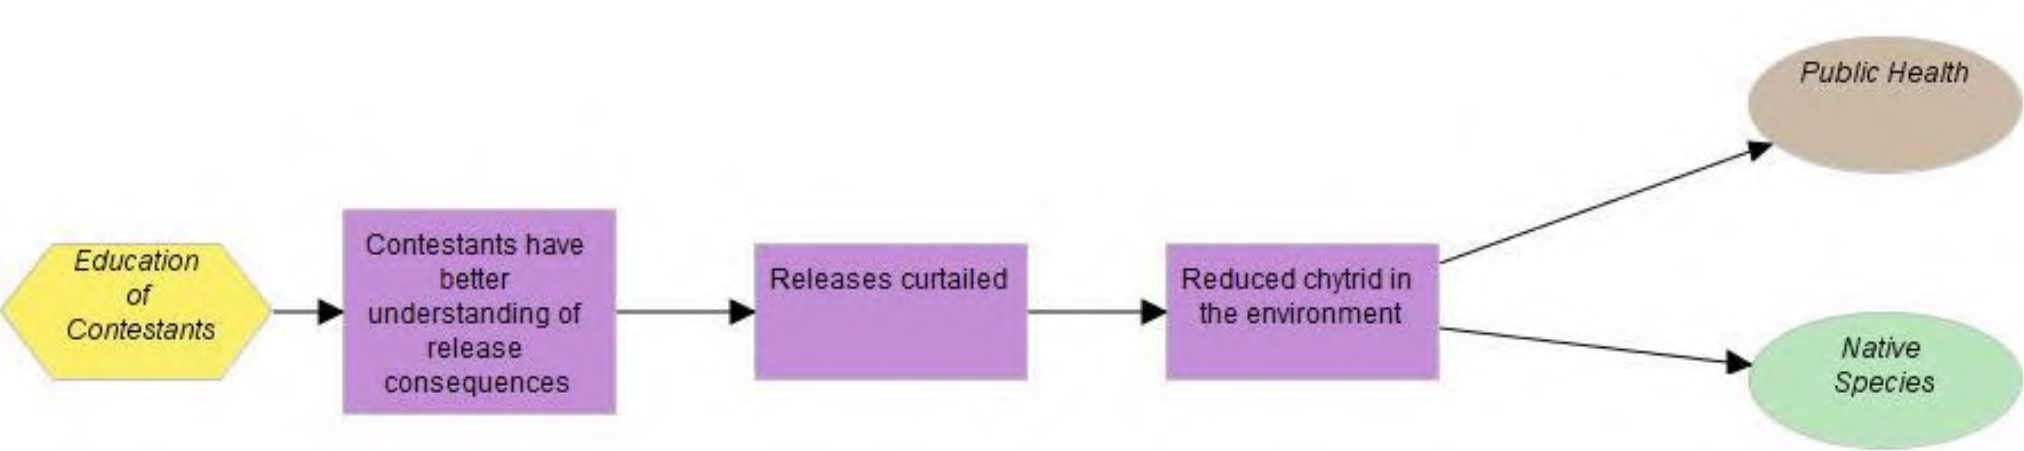 Education
of
Contestants
Contestants have
better
understanding of
release
consequences
Releases curtailed
Reduced chytrid in
the environment
Public Health
Native
Species